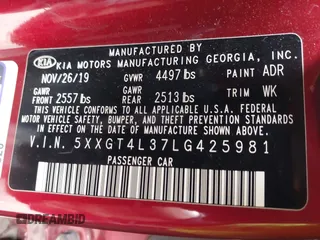 MANUFACTURED BY
KIA KIA MOTORS MANUFACTURING GEORGIA, INC.
NOV/26/19 GVWR 4497 lbs PAINT ADR
GAWR FRONT 2557 lbs GAWR REAR 2513 lbs TRIM WK
THIS VEHICLE CONFORMS TO ALL APPLICABLE U.S. FEDERAL
MOTOR VEHICLE SAFETY, BUMPER, AND THEFT PREVENTION
STANDARDS IN EFFECT ON THE DATE OF MANUFACTURE
SHOWN ABOVE.
V.I.N. 5XXGT4L37LG425981
PASSENGER CAR
DREAMBID